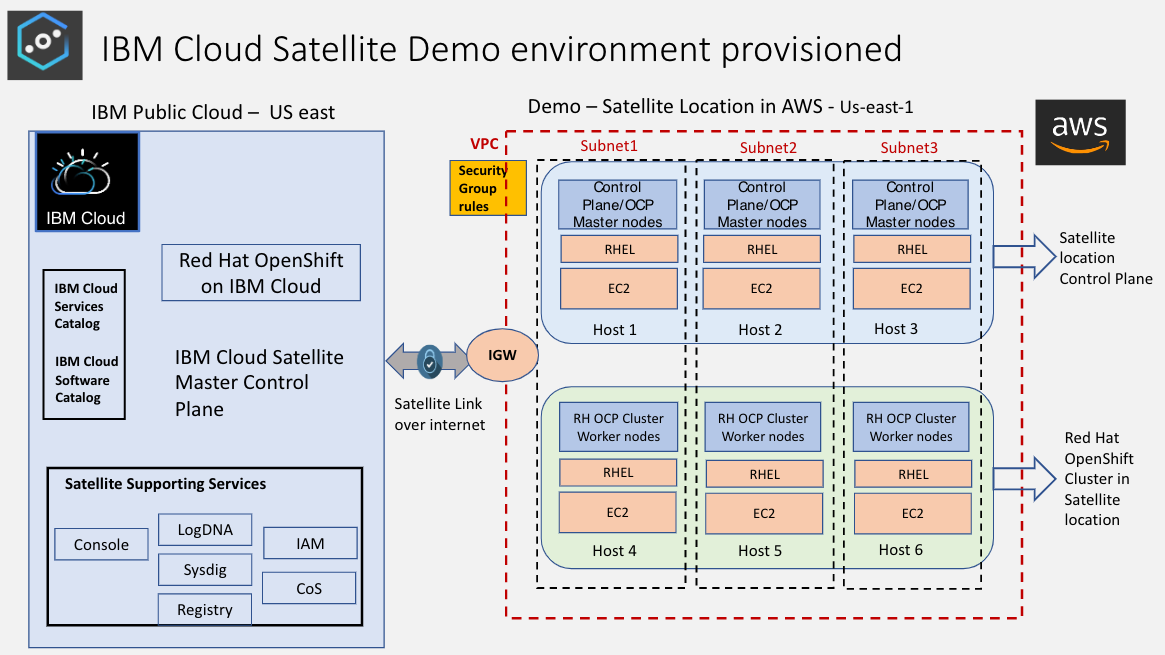 IBM Cloud Satellite Demo environment provisioned
IBM Public Cloud – US east
IBM Cloud
Red Hat OpenShift
on IBM Cloud
IBM Cloud
Services
Catalog
IBM Cloud
Software
Catalog
IBM Cloud Satellite
Master Control
Plane
Satellite Supporting Services
Console
LogDNA
Sysdig
Registry
IAM
CoS
Satellite Link
over internet
IGW
Demo – Satellite Location in AWS - Us-east-1
aws
VPC
Security
Group
rules
Subnet1
Subnet2
Subnet3
Control
Plane/OCP
Master nodes
RHEL
EC2
Host 1
Control
Plane/OCP
Master nodes
RHEL
EC2
Host 2
Control
Plane/OCP
Master nodes
RHEL
EC2
Host 3
Satellite
location
Control Plane
RH OCP Cluster
Worker nodes
RHEL
EC2
Host 4
RH OCP Cluster
Worker nodes
RHEL
EC2
Host 5
RH OCP Cluster
Worker nodes
RHEL
EC2
Host 6
Red Hat
OpenShift
Cluster in
Satellite
location